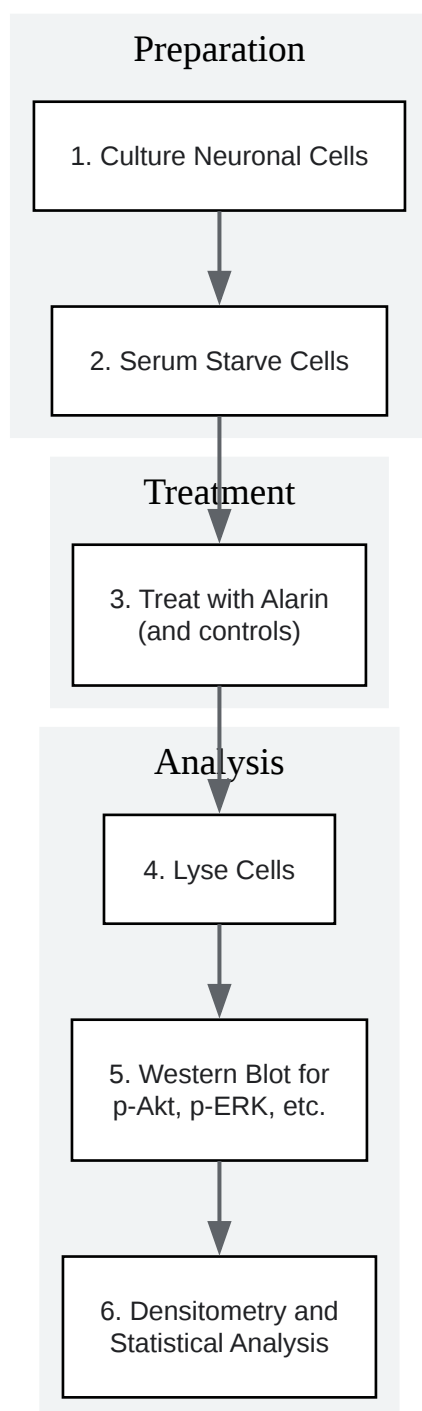 Preparation
1. Culture Neuronal Cells
2. Serum Starve Cells
Treatment
3. Treat with Alarin
(and controls)
Analysis
4. Lyse Cells
5. Western Blot for
p-Akt, p-ERK, etc.
6. Densitometry and
Statistical Analysis